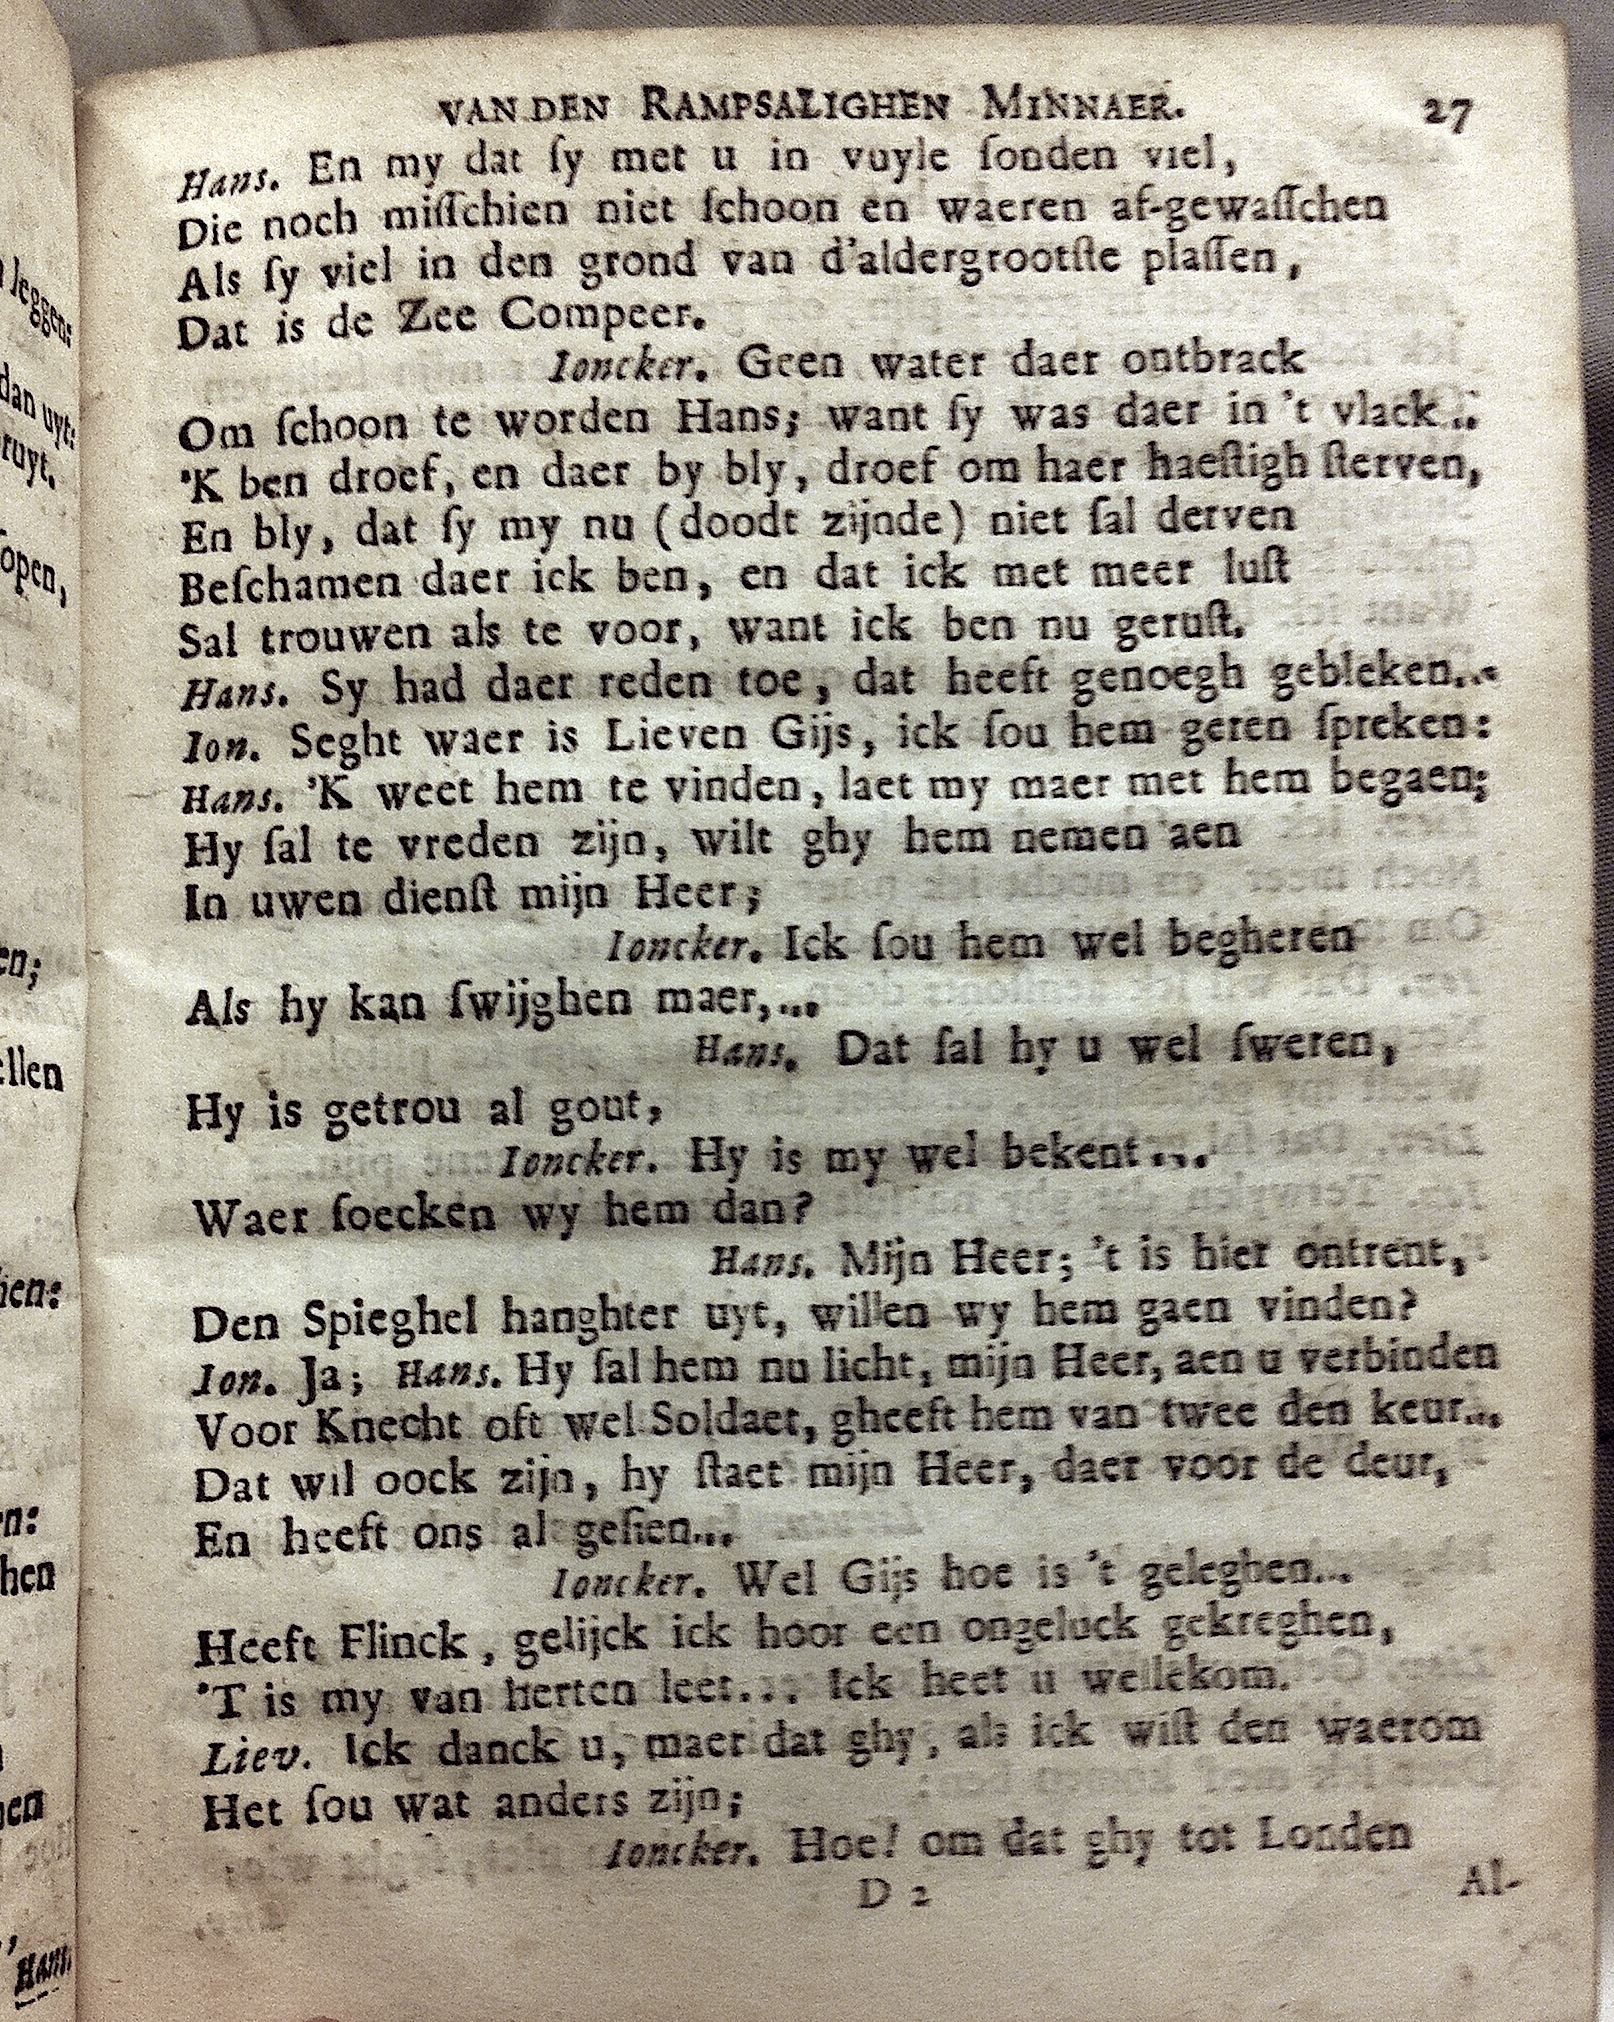 VAN DEN RAMPSALIGHEN MINNAER. 27
Hans. En my dat ſy met u in vuyle ſonden viel,
Die noch miſſchien niet ſchoon en waeren af-gewaſſchen
Als ſy viel in den grond van d'aldergrootſte plaſſen,
Dat is de Zee Compeer.
Ioncker. Geen water daer ontbrack
Om ſchoon te worden Hans; want ſy was daer in 't vlack..
'K ben droef, en daer by bly, droef om haer haeſtigh ſterven,
En bly, dat ſy my nu (doodt zijnde) niet ſal derven
Beſchamen daer ick ben, en dat ick met meer luſt
Sal trouwen als te voor, want ick ben nu geruſt.
Hans. Sy had daer reden toe, dat heeft genoegh gebleken...
Ion. Seght waer is Lieven Gijs, ick ſou hem geren ſpreken:
Hans. 'K weet hem te vinden, laet my maer met hem begaen;
Hy ſal te vreden zijn, wilt ghy hem nemen aen
In uwen dienſt mijn Heer;
Ioncker. Ick ſou hem wel begheren
Als hy kan ſwijghen maer,...
Hans. Dat ſal hy u wel ſweren,
Hy is getrou al gout,
Ioncker. Hy is my wel bekent...
Waer ſoecken wy hem dan?
Hans. Mijn Heer; 't is hier ontrent,
Den Spieghel hanghter uyt, willen wy hem gaen vinden?
Ion. Ja; Hans. Hy ſal hem nu licht, mijn Heer, aen u verbinden
Voor Knecht oft wel Soldaet, gheeft hem van twee den keur...
Dat wil oock zijn, hy ſtaet mijn Heer, daer voor de deur,
En heeft ons al geſien...
Ioncker. Wel Gijs hoe is 't geleghen...
Heeft Flinck, gelijck ick hoor een ongeluck gekreghen,
'T is my van herten leet... Ick heet u wellekom.
Liev. Ick danck u, maer dat ghy, als ick wiſt den waerom
Het ſou wat anders zijn;
Ioncker. Hoe! om dat ghy tot Londen
D 2 Al-
leggen:
dan uyt:
ruyt.
open,
en;
ellen
ien:
en:
hen
Hans.